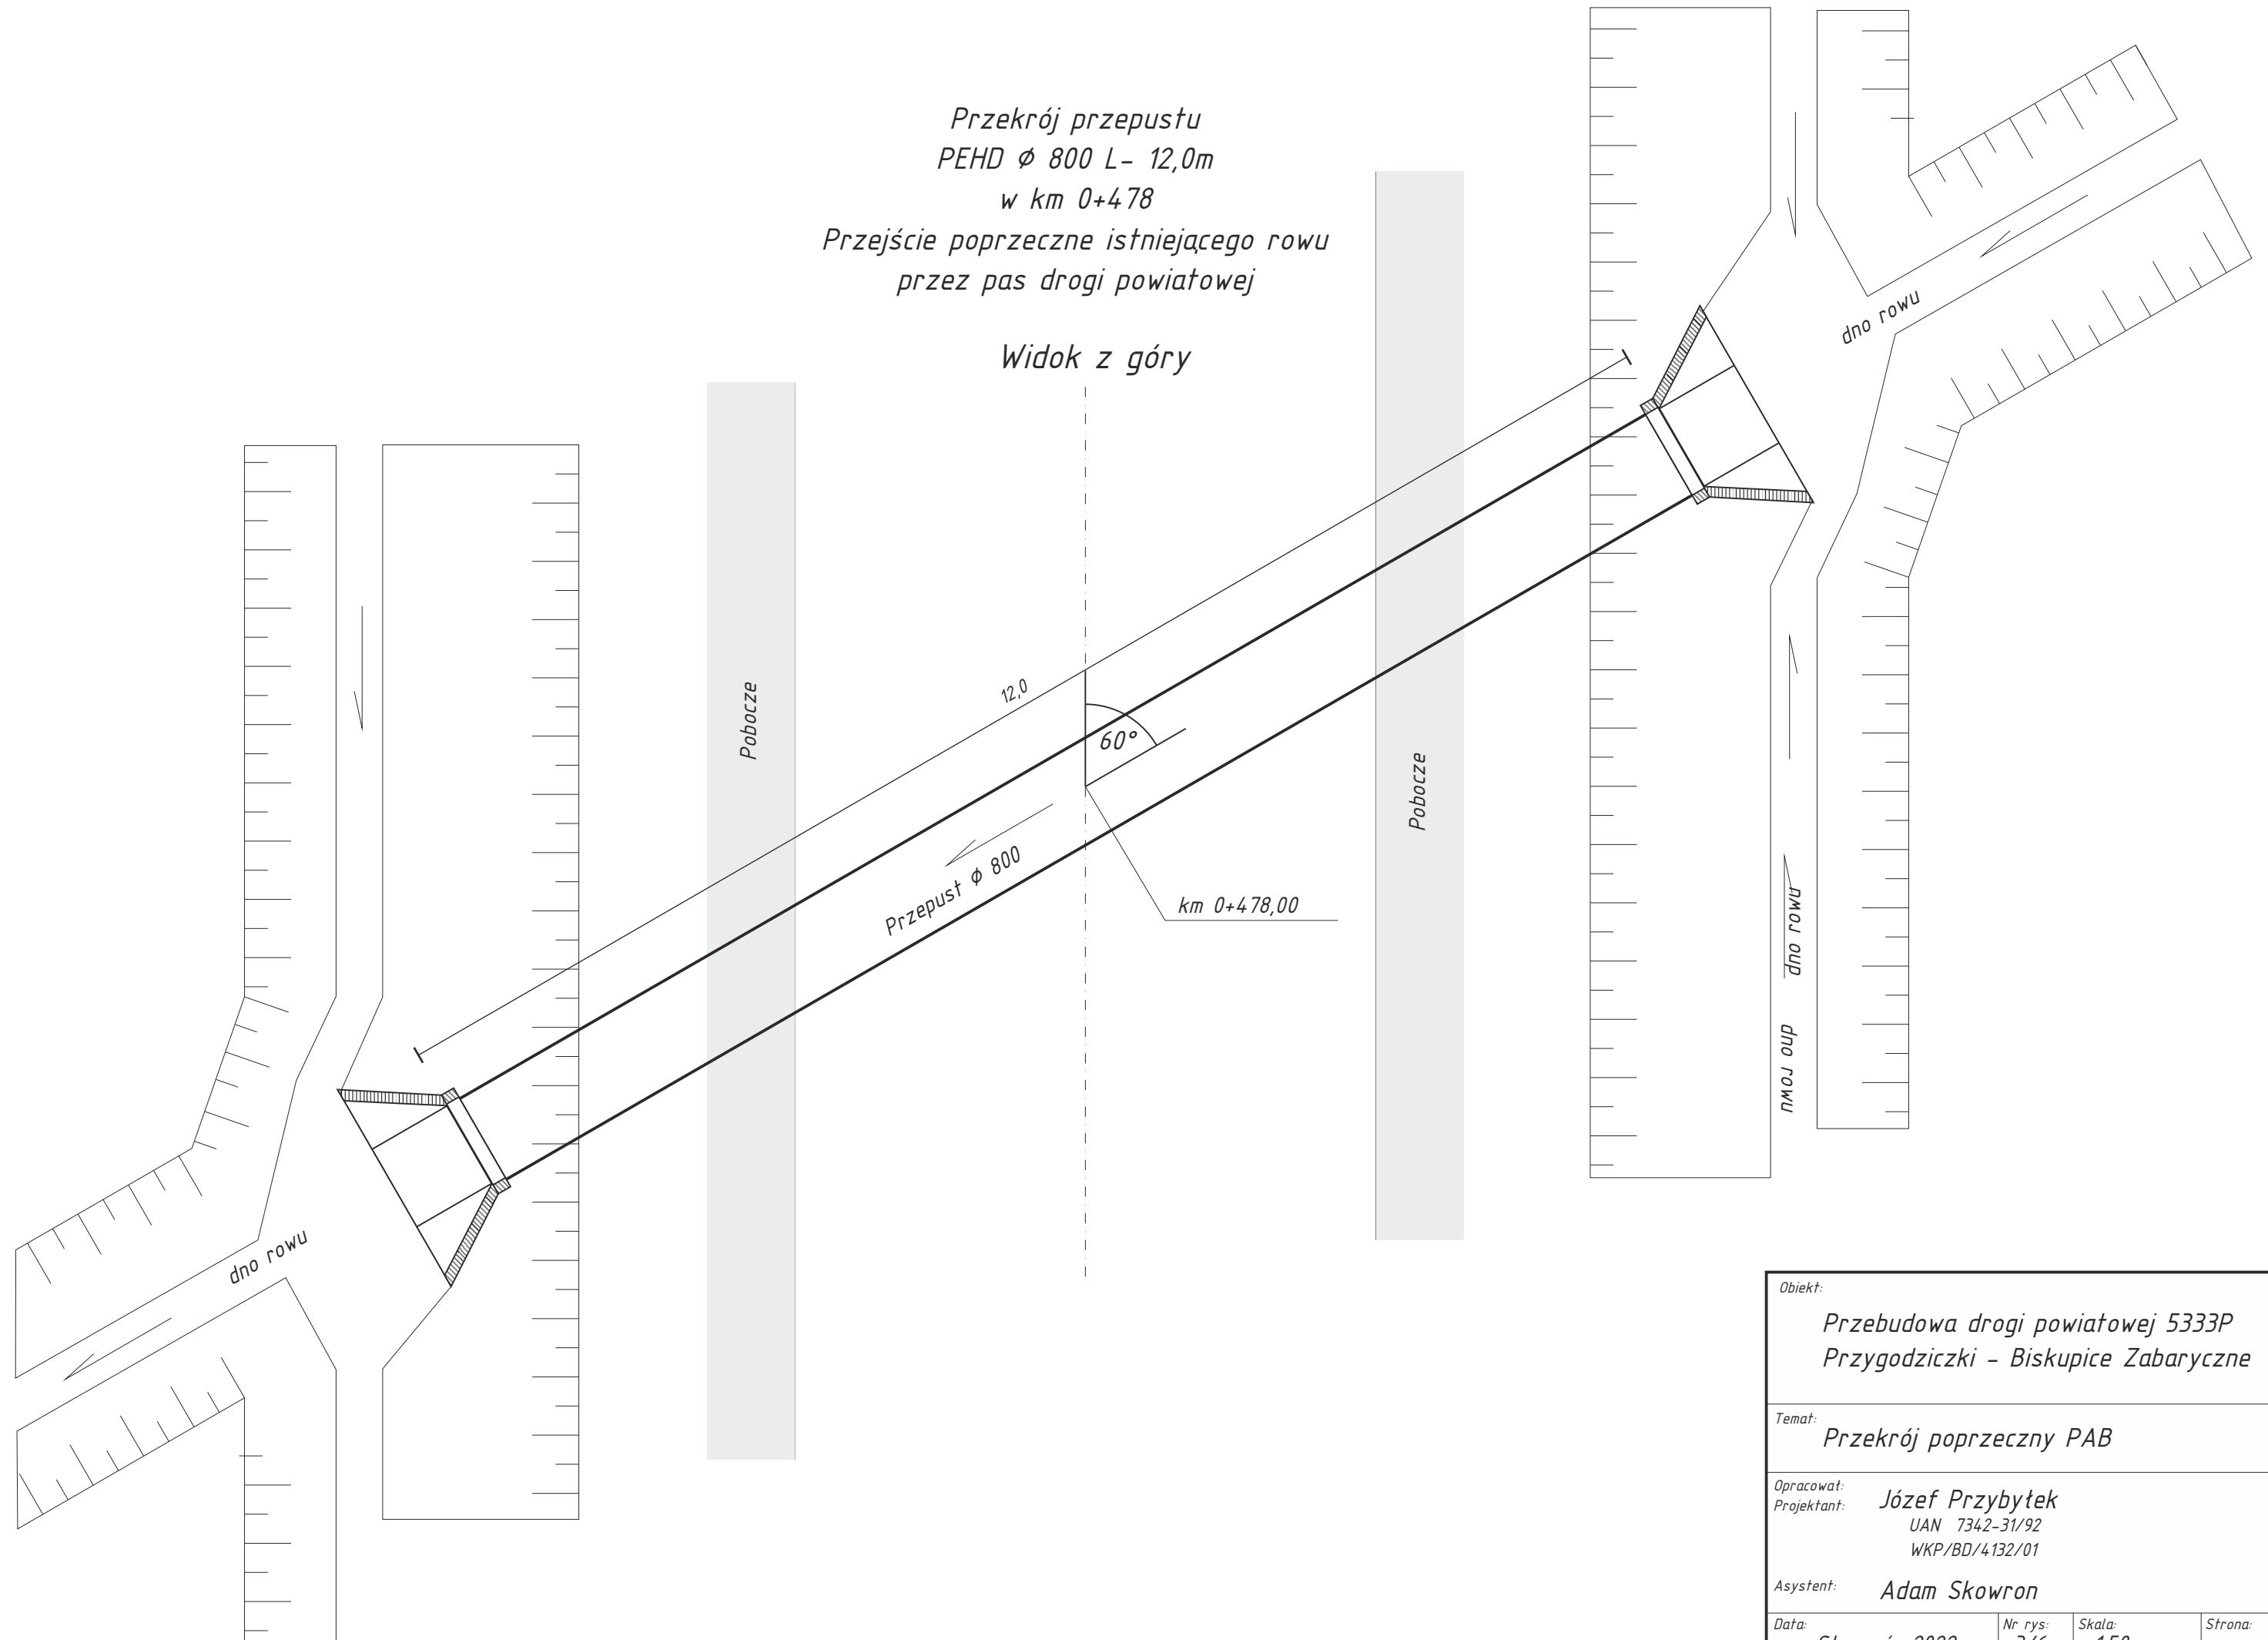 Przekrój przepustu
PEHD ϕ 800 L- 12,0m
w km 0+478
Przejście poprzeczne istniejącego rowu
przez pas drogi powiatowej
Widok z góry
dno rowu
Pobocze
12,0
60°
Pobocze
Przepust ϕ 800
km 0+478,00
dno rowu
dno rowu
dno rowu
Obiekt:
Przebudowa drogi powiatowej 5333P
Przygodziczki - Biskupice Zabaryczne
Temat:
Przekrój poprzeczny PAB
Opracował:
Projektant:
Józef Przybyłek
UAN 7342-31/92
WKP/BD/4132/01
Asystent:
Adam Skowron
Data:
Nr rys:
Skala:
Strona: